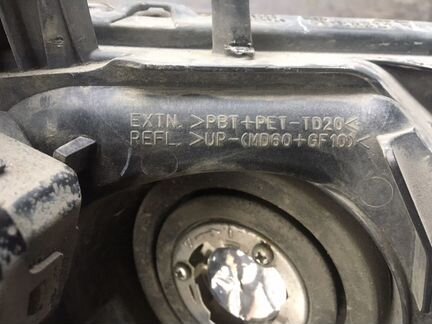 EXTN. >PBT+PET-TD20<
REFL. >UP-(MD60+GF10)<